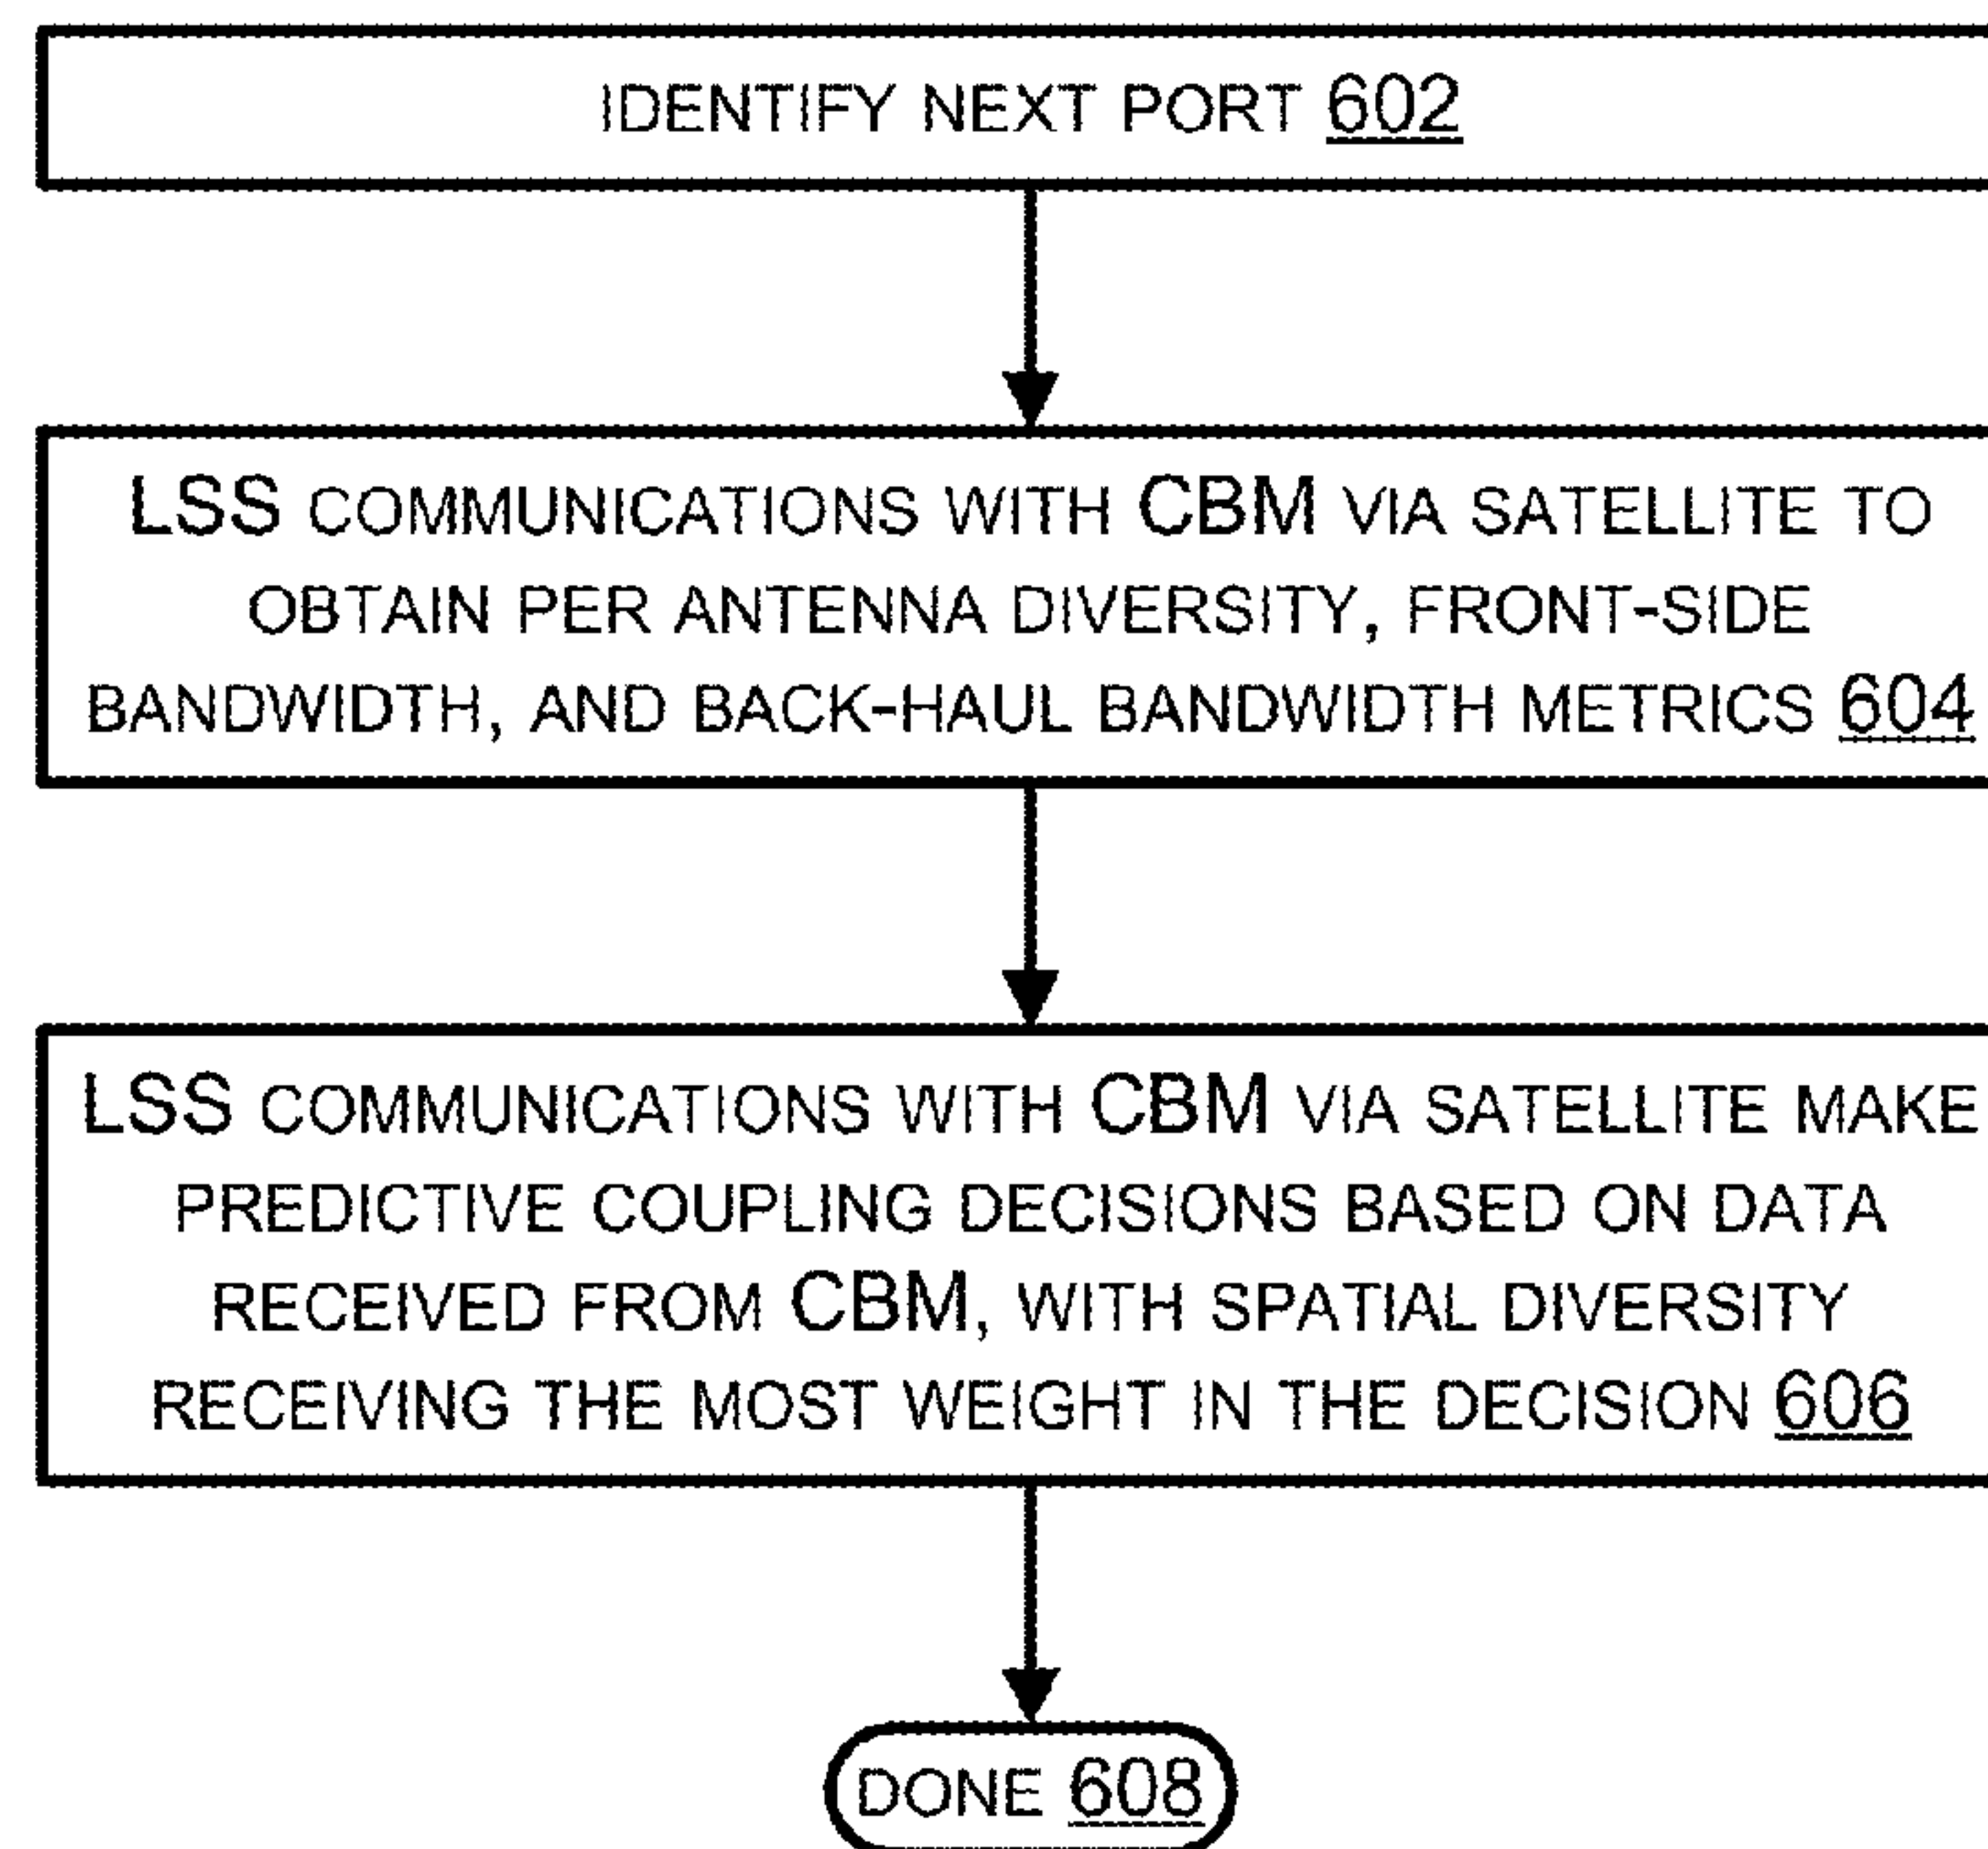 IDENTIFY NEXT PORT 602
LSS COMMUNICATIONS WITH CBM VIA SATELLITE TO
OBTAIN PER ANTENNA DIVERSITY, FRONT-SIDE
BANDWIDTH, AND BACK-HAUL BANDWIDTH METRICS 604
LSS COMMUNICATIONS WITH CBM VIA SATELLITE MAKE
PREDICTIVE COUPLING DECISIONS BASED ON DATA
RECEIVED FROM CBM, WITH SPATIAL DIVERSITY
RECEIVING THE MOST WEIGHT IN THE DECISION 606
DONE 608